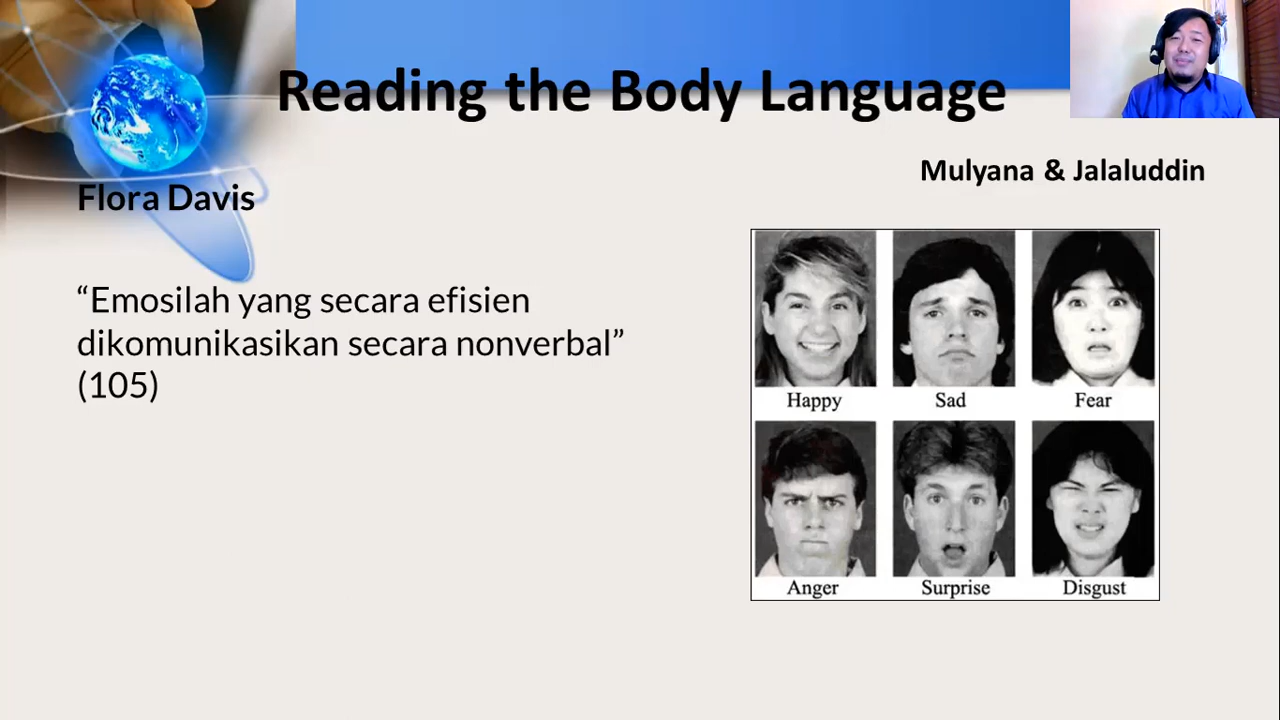 Reading the Body Language
Mulyana & Jalaluddin
Flora Davis
“Emosilah yang secara efisien
dikomunikasikan secara nonverbal”
(105)
Happy
Sad
Fear
Anger
Surprise
Disgust